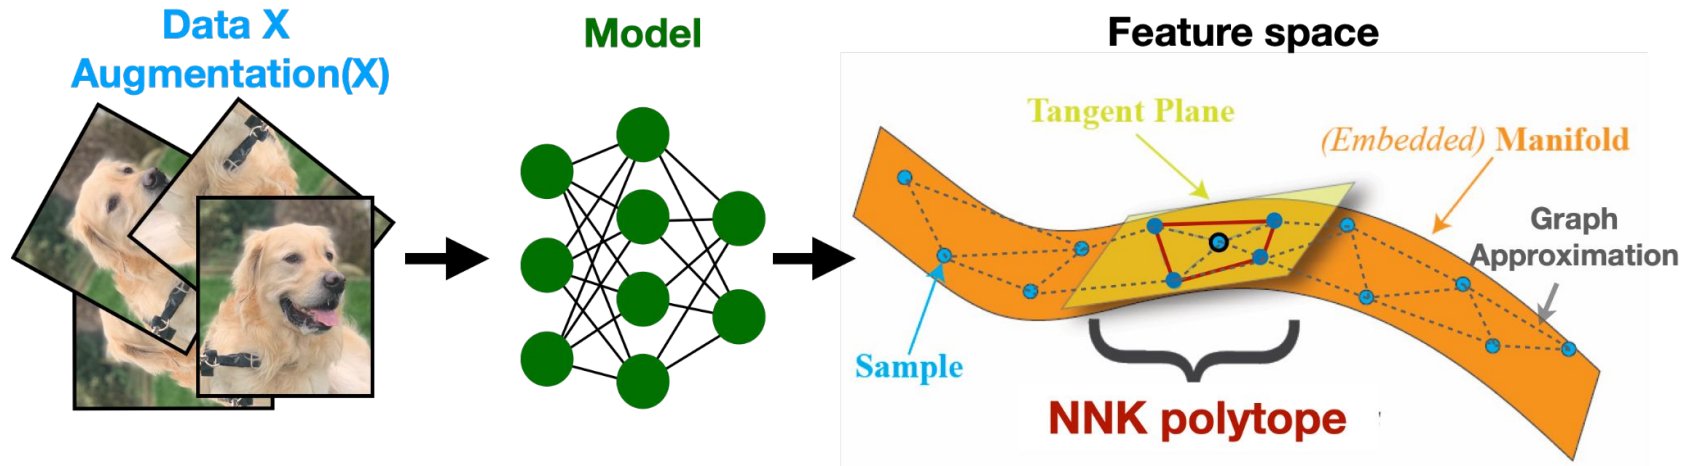 Data X
Augmentation(X)
Model
Feature space
Tangent Plane
(Embedded) Manifold
Graph
Approximation
Sample
NNK polytope